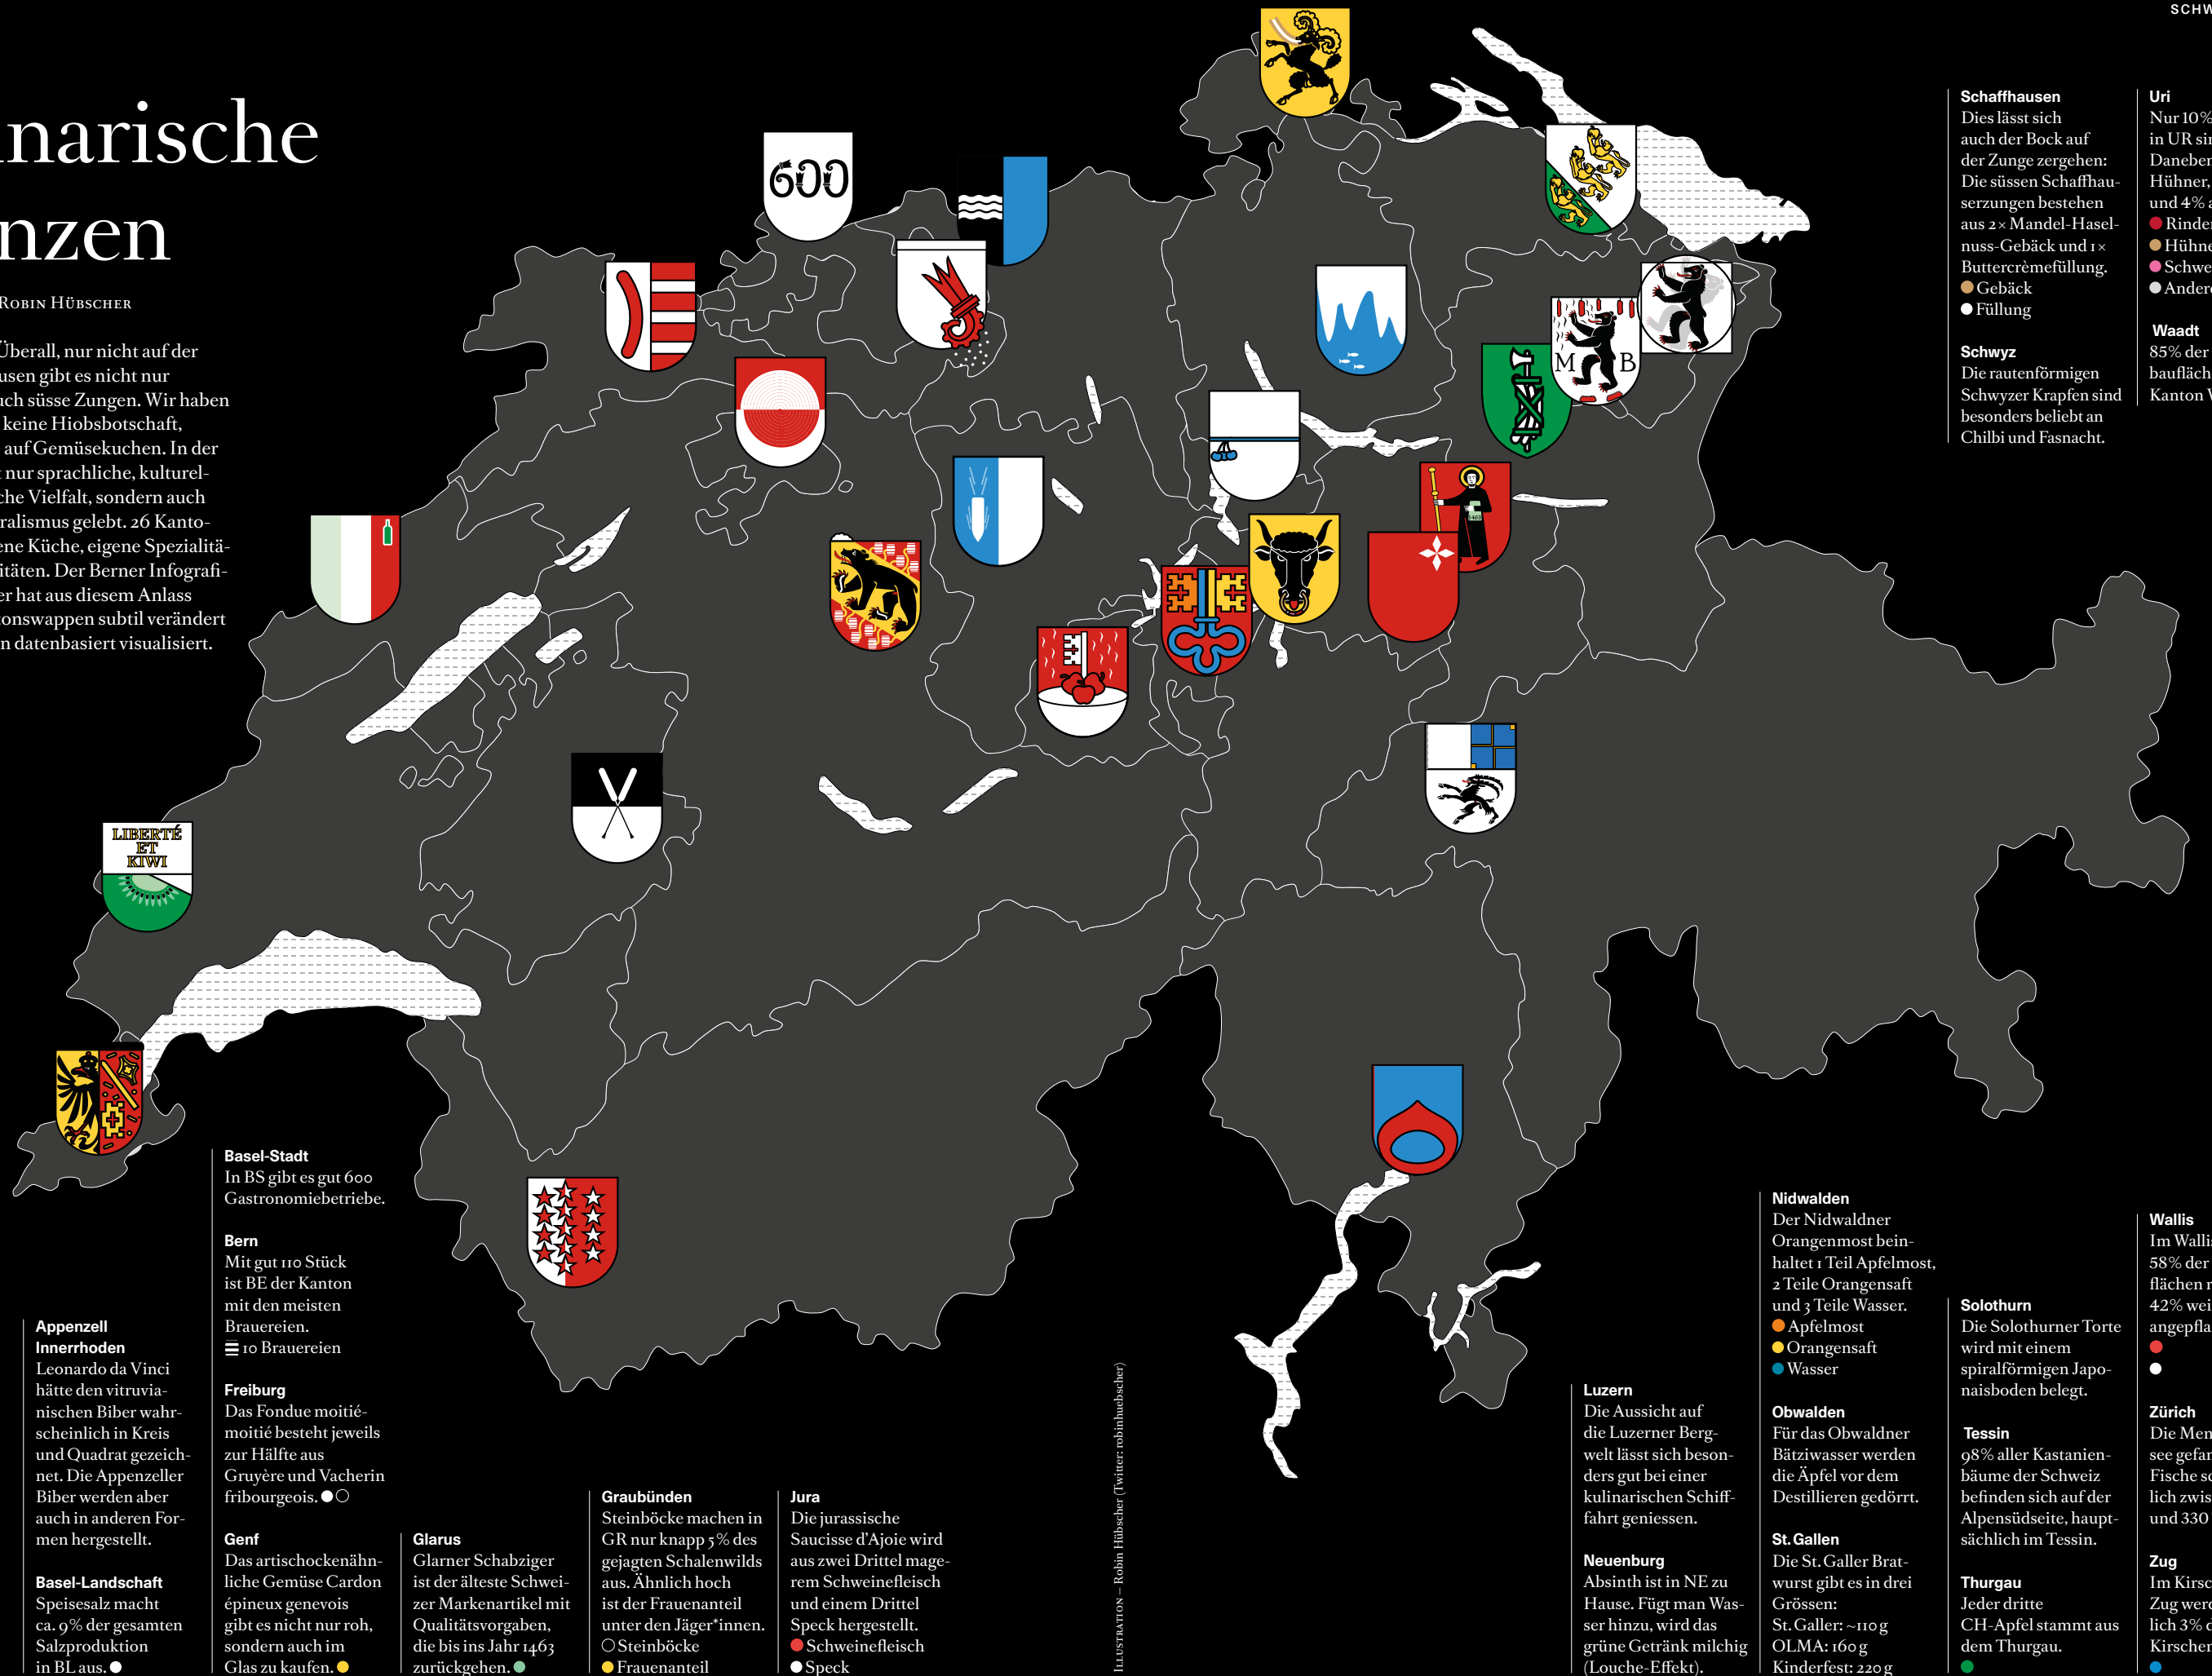 SCHW
inarische
nzen
ROBIN HÜBSCHER
Überall, nur nicht auf der
usen gibt es nicht nur
uch süsse Zungen. Wir haben
keine Hiobsbotschaft,
auf Gemüsekuchen. In der
nur sprachliche, kulturel-
che Vielfalt, sondern auch
ralismus gelebt. 26 Kanto-
ene Küche, eigene Spezialitä-
itäten. Der Berner Infografi-
er hat aus diesem Anlass
tonswappen subtil verändert
n datenbasiert visualisiert.
600
M B
LIBERTÉ
ET
KIWI
Appenzell
Innerrhoden
Leonardo da Vinci
hätte den vitruvia-
nischen Biber wahr-
scheinlich in Kreis
und Quadrat gezeich-
net. Die Appenzeller
Biber werden aber
auch in anderen For-
men hergestellt.
Basel-Landschaft
Speisesalz macht
ca. 9% der gesamten
Salzproduktion
in BL aus.
Basel-Stadt
In BS gibt es gut 600
Gastronomiebetriebe.
Bern
Mit gut 110 Stück
ist BE der Kanton
mit den meisten
Brauereien.
10 Brauereien
Freiburg
Das Fondue moitié-
moitié besteht jeweils
zur Hälfte aus
Gruyère und Vacherin
fribourgeois.
Genf
Das artischockenähn-
liche Gemüse Cardon
épineux genevois
gibt es nicht nur roh,
sondern auch im
Glas zu kaufen.
Glarus
Glarner Schabziger
ist der älteste Schwei-
zer Markenartikel mit
Qualitätsvorgaben,
die bis ins Jahr 1463
zurückgehen.
Graubünden
Steinböcke machen in
GR nur knapp 5% des
gejagten Schalenwilds
aus. Ähnlich hoch
ist der Frauenanteil
unter den Jäger*innen.
Steinböcke
Frauenanteil
Jura
Die jurassische
Saucisse d'Ajoie wird
aus zwei Drittel mage-
rem Schweinefleisch
und einem Drittel
Speck hergestellt.
Schweinefleisch
Speck
ILLUSTRATION — Robin Hübscher (Twitter: robinhuebscher)
Luzern
Die Aussicht auf
die Luzerner Berg-
welt lässt sich beson-
ders gut bei einer
kulinarischen Schiff-
fahrt geniessen.
Neuenburg
Absinth ist in NE zu
Hause. Fügt man Was-
ser hinzu, wird das
grüne Getränk milchig
(Louche-Effekt).
Nidwalden
Der Nidwaldner
Orangenmost bein-
haltet 1 Teil Apfelmost,
2 Teile Orangensaft
und 3 Teile Wasser.
Apfelmost
Orangensaft
Wasser
Obwalden
Für das Obwaldner
Bätziwasser werden
die Äpfel vor dem
Destillieren gedörrt.
St. Gallen
Die St. Galler Brat-
wurst gibt es in drei
Grössen:
St. Galler: ~110 g
OLMA: 160 g
Kinderfest: 220 g
Schaffhausen
Dies lässt sich
auch der Bock auf
der Zunge zergehen:
Die süssen Schaffhau-
serzungen bestehen
aus 2× Mandel-Hasel-
nuss-Gebäck und 1×
Buttercrèmefüllung.
Gebäck
Füllung
Schwyz
Die rautenförmigen
Schwyzer Krapfen sind
besonders beliebt an
Chilbi und Fasnacht.
Solothurn
Die Solothurner Torte
wird mit einem
spiralförmigen Japo-
naisboden belegt.
Tessin
98% aller Kastanien-
bäume der Schweiz
befinden sich auf der
Alpensüdseite, haupt-
sächlich im Tessin.
Thurgau
Jeder dritte
CH-Apfel stammt aus
dem Thurgau.
Uri
Nur 10%
in UR sin
Daneben
Hühner,
und 4% a
Rinder
Hühne
Schwe
Andere
Waadt
85% der
baufläch
Kanton W
Wallis
Im Wallis
58% der
flächen r
42% wei
angepfla
Zürich
Die Men
see gefan
Fische sc
lich zwis
und 330
Zug
Im Kirsc
Zug werd
lich 3% d
Kirschen